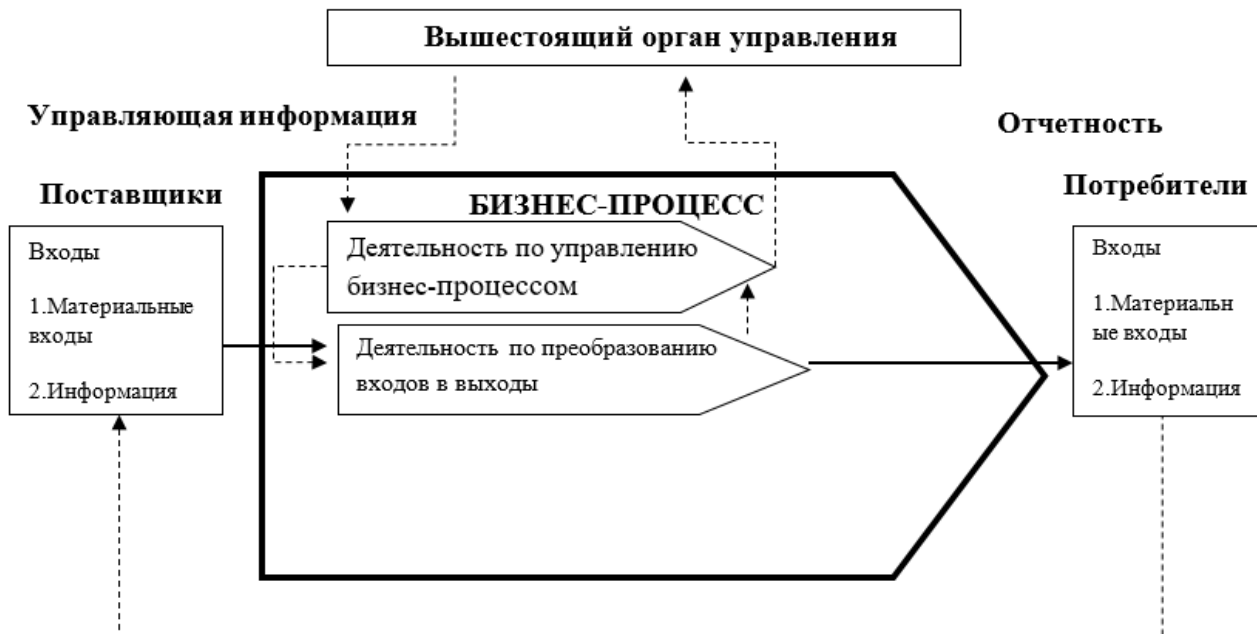 Вышестоящий орган управления
Управляющая информация
Отчетность
Поставщики
Потребители
БИЗНЕС-ПРОЦЕСС
Входы
1.Материальные
входы
2.Информация
Деятельность по управлению
бизнес-процессом
Деятельность по преобразованию
входов в выходы
Входы
1.Материальн
ые входы
2.Информация